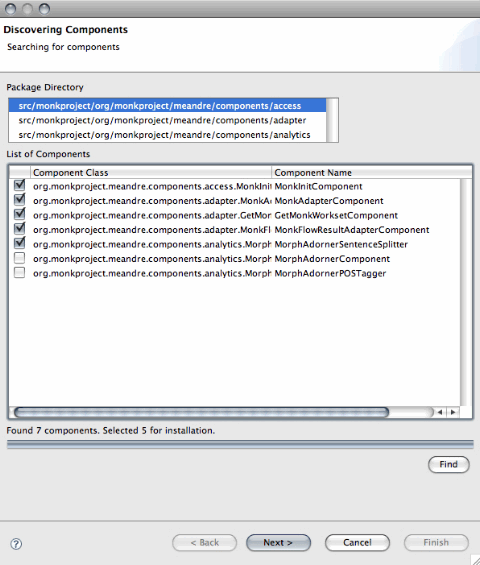 Discovering Components
Searching for components
Package Directory
src/monkproject/org/monkproject/meandre/components/access
src/monkproject/org/monkproject/meandre/components/adapter
src/monkproject/org/monkproject/meandre/components/analytics
List of Components
Component Class Component Name
org.monkproject.meandre.components.access.MonkInit MonkInitComponent
org.monkproject.meandre.components.adapter.MonkA MonkAdapterComponent
org.monkproject.meandre.components.adapter.GetMon GetMonkWorksetComponent
org.monkproject.meandre.components.adapter.MonkFl MonkFlowResultAdapterComponent
org.monkproject.meandre.components.analytics.Morph MorphAdornerSentenceSplitter
org.monkproject.meandre.components.analytics.Morph MorphAdornerComponent
org.monkproject.meandre.components.analytics.Morph MorphAdornerPOSTagger
Found 7 components. Selected 5 for installation.
Find
? < Back Next > Cancel Finish